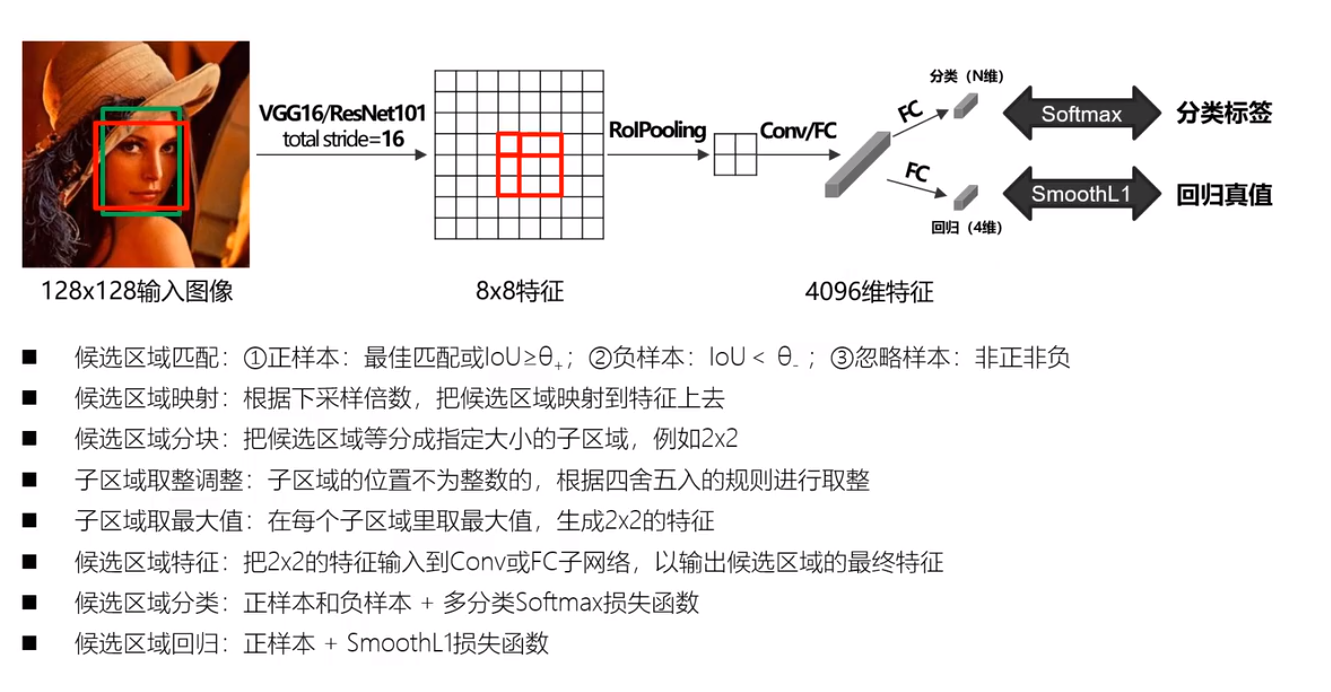 分类（N维）
VGG16/ResNet101
total stride=16
RoIPooling
Conv/FC
FC
Softmax
分类标签
FC
SmoothL1
回归真值
回归（4维）
128x128输入图像
8x8特征
4096维特征
■ 候选区域匹配：①正样本：最佳匹配或IoU≥θ₊；②负样本：IoU < θ₋；③忽略样本：非正非负
■ 候选区域映射：根据下采样倍数，把候选区域映射到特征上去
■ 候选区域分块：把候选区域等分成指定大小的子区域，例如2x2
■ 子区域取整调整：子区域的位置不为整数的，根据四舍五入的规则进行取整
■ 子区域取最大值：在每个子区域里取最大值，生成2x2的特征
■ 候选区域特征：把2x2的特征输入到Conv或FC子网络，以输出候选区域的最终特征
■ 候选区域分类：正样本和负样本 + 多分类Softmax损失函数
■ 候选区域回归：正样本 + SmoothL1损失函数